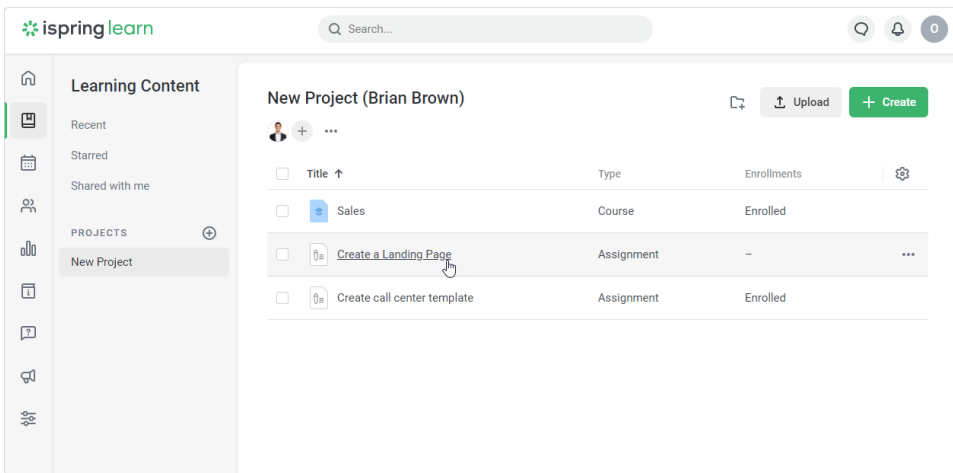 ispring learn
Search...
O
Learning Content
Recent
Starred
Shared with me
PROJECTS
New Project
New Project (Brian Brown)
Upload
Create
Title Type Enrollments
Sales Course Enrolled
Create a Landing Page Assignment –
Create call center template Assignment Enrolled